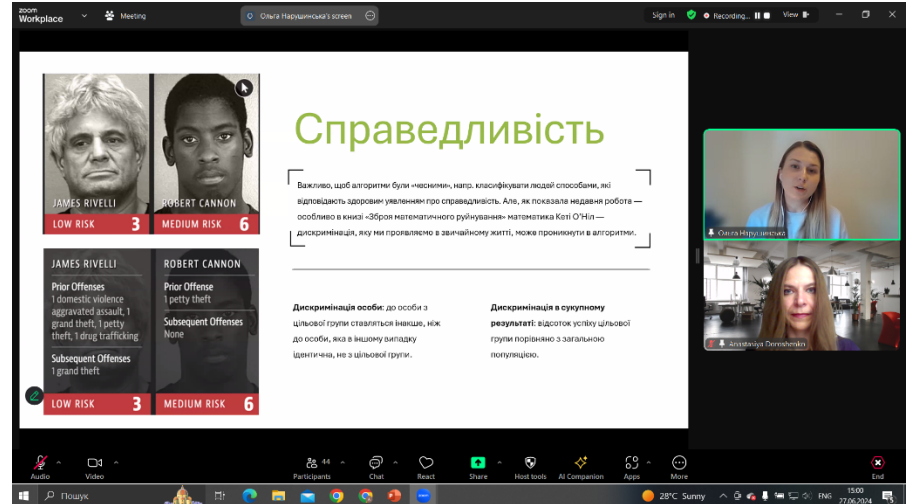 zoom
Workplace
Meeting
Ольга Нарушинська's screen
Sign in
Recording...
View
JAMES RIVELLI
LOW RISK 3
ROBERT CANNON
MEDIUM RISK 6
JAMES RIVELLI
Prior Offenses
1 domestic violence
aggravated assault, 1
grand theft, 1 petty
theft, 1 drug trafficking
Subsequent Offenses
1 grand theft
LOW RISK 3
ROBERT CANNON
Prior Offense
1 petty theft
Subsequent Offenses
None
MEDIUM RISK 6
Справедливість
Важливо, щоб алгоритми були «чесними», напр. класифікувати людей способами, які
відповідають здоровим уявленням про справедливість. Але, як показала недавня робота —
особливо в книзі «Зброя математичного руйнування» математика Кеті О'Ніл —
дискримінація, яку ми проявляємо в звичайному житті, може проникнути в алгоритми.
Дискримінація особи: до особи з
цільової групи ставляться інакше, ніж
до особи, яка в іншому випадку
ідентична, не з цільової групи.
Дискримінація в сукупному
результаті: відсоток успіху цільової
групи порівняно з загальною
популяцією.
Ольга Нарушинська
Anastasiya Doroshenko
Audio
Video
Participants
44
Chat
React
Share
Host tools
AI Companion
Apps
More
End
Пошук
28°C Sunny
ENG
15:00
27.06.2024